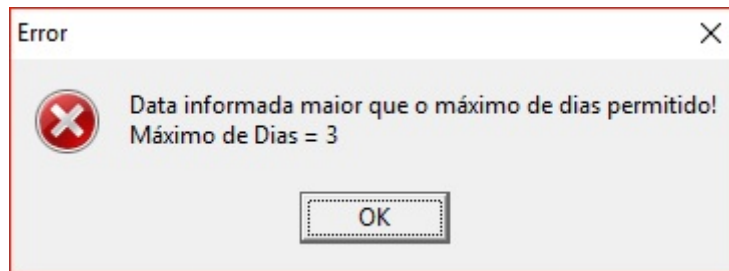 Error
Data informada maior que o máximo de dias permitido!
Máximo de Dias = 3
OK